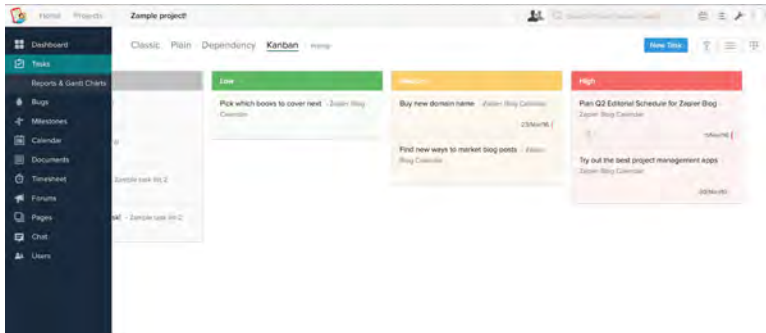 Home Projects Zample project!
Dashboard
Tasks
Reports & Gantt Charts
Bugs
Milestones
Calendar
Documents
Timesheet
Forums
Pages
Chat
Users
Classic Plain Dependency Kanban
New Task
Zample task list 2
- Zample task list 2
Low
Pick which books to cover next - Zapier Blog
Calendar
Medium
Buy new domain name - Zapier Blog Calendar
Find new ways to market blog posts - Zapier
Blog Calendar
High
Plan Q2 Editorial Schedule for Zapier Blog
Zapier Blog Calendar
Try out the best project management apps
Zapier Blog Calendar